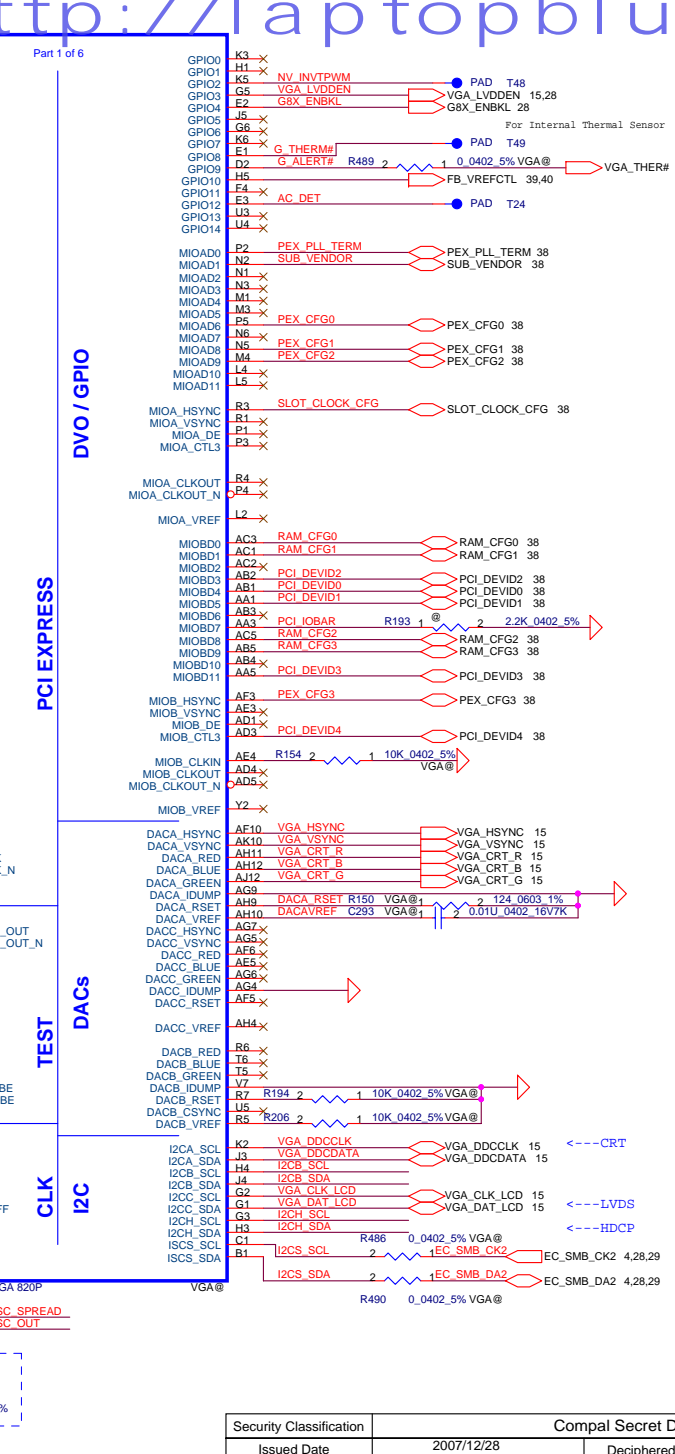 ttp://laptopblu
Part 1 of 6
GPIO0 K3
GPIO1 H1
GPIO2 K5 NV_INVTPWM PAD T48
GPIO3 G5 VGA_LVDDEN VGA_LVDDEN 15,28
GPIO4 E2 G8X_ENBKL G8X_ENBKL 28
GPIO5 J5
GPIO6 G6 For Internal Thermal Sensor
GPIO7 K6
GPIO8 E1 G_THERM# PAD T49
GPIO9 D2 G_ALERT# R489 2 1 0_0402_5% VGA@ VGA_THER#
GPIO10 H5 FB_VREFCTL 39,40
GPIO11 F4
GPIO12 E3 AC_DET PAD T24
GPIO13 U3
GPIO14 U4
MIOAD0 P2 PEX_PLL_TERM PEX_PLL_TERM 38
MIOAD1 N2 SUB_VENDOR SUB_VENDOR 38
MIOAD2 N1
MIOAD3 N3
MIOAD4 M1
MIOAD5 M3
MIOAD6 P5 PEX_CFG0 PEX_CFG0 38
MIOAD7 N6
MIOAD8 N5 PEX_CFG1 PEX_CFG1 38
MIOAD9 M4 PEX_CFG2 PEX_CFG2 38
MIOAD10 L4
MIOAD11 L5
DVO / GPIO
MIOA_HSYNC R3 SLOT_CLOCK_CFG SLOT_CLOCK_CFG 38
MIOA_VSYNC R1
MIOA_DE P1
MIOA_CTL3 P3
MIOA_CLKOUT R4
MIOA_CLKOUT_N P4
MIOA_VREF L2
MIOBD0 AC3 RAM_CFG0 RAM_CFG0 38
MIOBD1 AC1 RAM_CFG1 RAM_CFG1 38
MIOBD2 AC2
MIOBD3 AB2 PCI_DEVID2 PCI_DEVID2 38
MIOBD4 AB1 PCI_DEVID0 PCI_DEVID0 38
MIOBD5 AA1 PCI_DEVID1 PCI_DEVID1 38
MIOBD6 AB3
MIOBD7 AA3 PCI_IOBAR R193 1 @ 2 2.2K_0402_5%
MIOBD8 AC5 RAM_CFG2 RAM_CFG2 38
MIOBD9 AB5 RAM_CFG3 RAM_CFG3 38
MIOBD10 AB4
MIOBD11 AA5 PCI_DEVID3 PCI_DEVID3 38
PCI EXPRESS
MIOB_HSYNC AF3 PEX_CFG3 PEX_CFG3 38
MIOB_VSYNC AE3
MIOB_DE AD1
MIOB_CTL3 AD3 PCI_DEVID4 PCI_DEVID4 38
MIOB_CLKIN AE4 R154 2 1 10K_0402_5%
MIOB_CLKOUT AD4 VGA@
MIOB_CLKOUT_N AD5
MIOB_VREF Y2
DACA_HSYNC AF10 VGA_HSYNC VGA_HSYNC 15
DACA_VSYNC AK10 VGA_VSYNC VGA_VSYNC 15
DACA_RED AH11 VGA_CRT_R VGA_CRT_R 15
DACA_BLUE AH12 VGA_CRT_B VGA_CRT_B 15
_N
DACA_GREEN AJ12 VGA_CRT_G VGA_CRT_G 15
DACA_IDUMP AG9
DACA_RSET AH9 DACA_RSET R150 VGA@ 1 2 124_0603_1%
DACA_VREF AH10 DACAVREF C293 VGA@ 1 2 0.01U_0402_16V7K
_OUT
DACC_HSYNC AG7
_OUT_N
DACC_VSYNC AG5
DACC_RED AF6
DACC_BLUE AE5
DACC_GREEN AG6
DACC_IDUMP AG4
DACC_RSET AF5
DACs
TEST
DACC_VREF AH4
DACB_RED R6
DACB_BLUE T6
DACB_GREEN T5
BE
DACB_IDUMP V7
BE
DACB_RSET R7 R194 2 1 10K_0402_5% VGA@
DACB_CSYNC U5
DACB_VREF R5 R206 2 1 10K_0402_5% VGA@
I2CA_SCL K2 VGA_DDCCLK VGA_DDCCLK 15 <---CRT
I2CA_SDA J3 VGA_DDCDATA VGA_DDCDATA 15
I2CB_SCL H4 I2CB_SCL
I2CB_SDA J4 I2CB_SDA
CLK
I2C
I2CC_SCL G2 VGA_CLK_LCD VGA_CLK_LCD 15
FF
I2CC_SDA G1 VGA_DAT_LCD VGA_DAT_LCD 15 <---LVDS
I2CH_SCL G3 I2CH_SCL
I2CH_SDA H3 I2CH_SDA <---HDCP
R486 0_0402_5% VGA@
ISCS_SCL C1 I2CS_SCL 2 1 EC_SMB_CK2 EC_SMB_CK2 4,28,29
ISCS_SDA B1 I2CS_SDA 2 1 EC_SMB_DA2 EC_SMB_DA2 4,28,29
GA 820P VGA@
R490 0_0402_5% VGA@
SC_SPREAD
SC_OUT
%
Security Classification Compal Secret D
Issued Date 2007/12/28 Deciphered